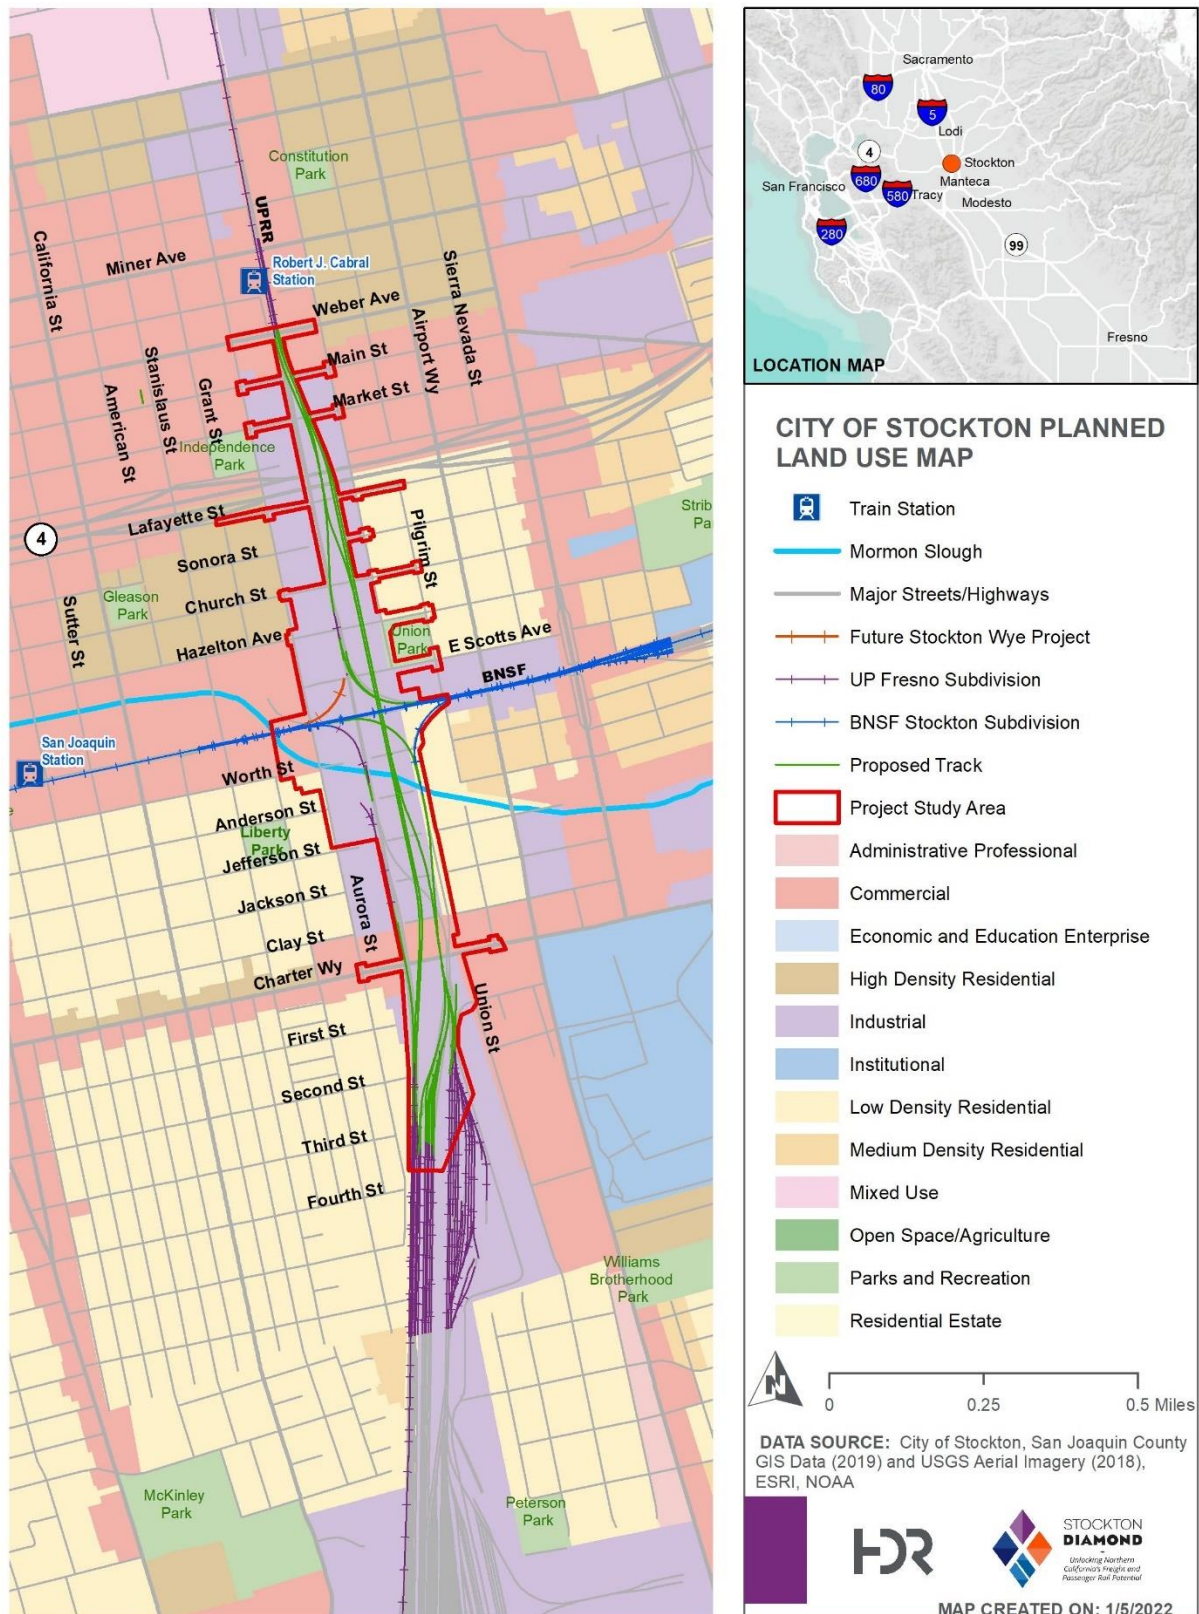 Constitution
Park
UPRR
California St
Miner Ave
Robert J. Cabral
Station
Sierra Nevada St
Weber Ave
Airport Wy
Main St
Stanislaus St
American St
Grant St
Market St
Independence
Park
Strib
Pa
Lafayette St
Pilgrim St
4
Sonora St
Gleason
Park
Church St
Sutter St
Hazelton Ave
Union
Park
E Scotts Ave
BNSF
San Joaquin
Station
Worth St
Anderson St
Liberty
Park
Jefferson St
Aurora St
Jackson St
Clay St
Charter Wy
Union St
First St
Second St
Third St
Fourth St
Williams
Brotherhood
Park
McKinley
Park
Peterson
Park
Sacramento
80
5
Lodi
4
Stockton
680
San Francisco
580
Manteca
Tracy
Modesto
280
99
Fresno
LOCATION MAP
CITY OF STOCKTON PLANNED
LAND USE MAP
Train Station
Mormon Slough
Major Streets/Highways
Future Stockton Wye Project
UP Fresno Subdivision
BNSF Stockton Subdivision
Proposed Track
Project Study Area
Administrative Professional
Commercial
Economic and Education Enterprise
High Density Residential
Industrial
Institutional
Low Density Residential
Medium Density Residential
Mixed Use
Open Space/Agriculture
Parks and Recreation
Residential Estate
N
0 0.25 0.5 Miles
DATA SOURCE: City of Stockton, San Joaquin County
GIS Data (2019) and USGS Aerial Imagery (2018),
ESRI, NOAA
HDR
STOCKTON
DIAMOND
Unlocking Northern
California's Freight and
Passenger Rail Potential
MAP CREATED ON: 1/5/2022